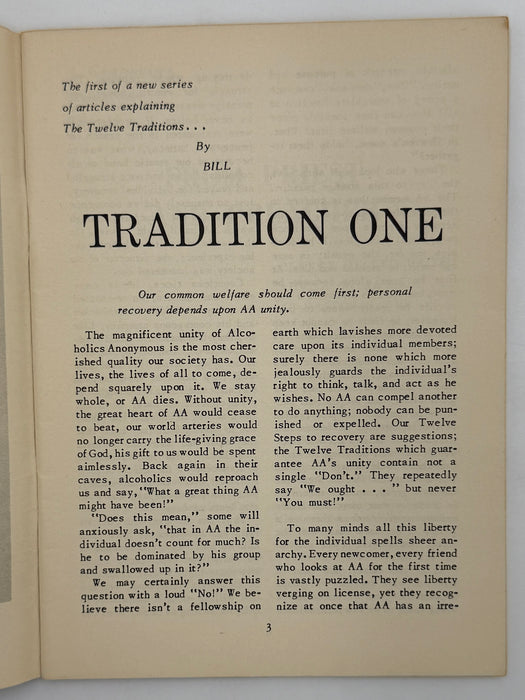 The first of a new series
of articles explaining
The Twelve Traditions . . .
By
BILL
TRADITION ONE
Our common welfare should come first; personal
recovery depends upon AA unity.
The magnificent unity of Alco-
holics Anonymous is the most cher-
ished quality our society has. Our
lives, the lives of all to come, de-
pend squarely upon it. We stay
whole, or AA dies. Without unity,
the great heart of AA would cease
to beat, our world arteries would
no longer carry the life-giving grace
of God, his gift to us would be spent
aimlessly. Back again in their
caves, alcoholics would reproach
us and say, "What a great thing AA
might have been!"
"Does this mean," some will
anxiously ask, "that in AA the in-
dividual doesn't count for much? Is
he to be dominated by his group
and swallowed up in it?"
We may certainly answer this
question with a loud "No!" We be-
lieve there isn't a fellowship on
earth which lavishes more devoted
care upon its individual members;
surely there is none which more
jealously guards the individual's
right to think, talk, and act as he
wishes. No AA can compel another
to do anything; nobody can be pun-
ished or expelled. Our Twelve
Steps to recovery are suggestions;
the Twelve Traditions which guar-
antee AA's unity contain not a
single "Don't." They repeatedly
say "We ought . . ." but never
"You must!"
To many minds all this liberty
for the individual spells sheer an-
archy. Every newcomer, every friend
who looks at AA for the first time
is vastly puzzled. They see liberty
verging on license, yet they recog-
nize at once that AA has an irre-
3